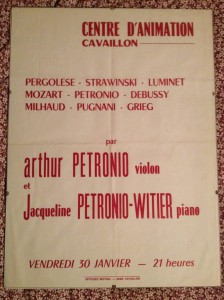 CENTRE D'ANIMATION
CAVAILLON
PERGOLESE - STRAWINSKI - LUMINET
MOZART - PETRONIO - DEBUSSY
MILHAUD - PUGNANI - GRIEG
par
arthur PETRONIO violon
et
Jacqueline PETRONIO-WITIER piano
VENDREDI 30 JANVIER — 21 heures